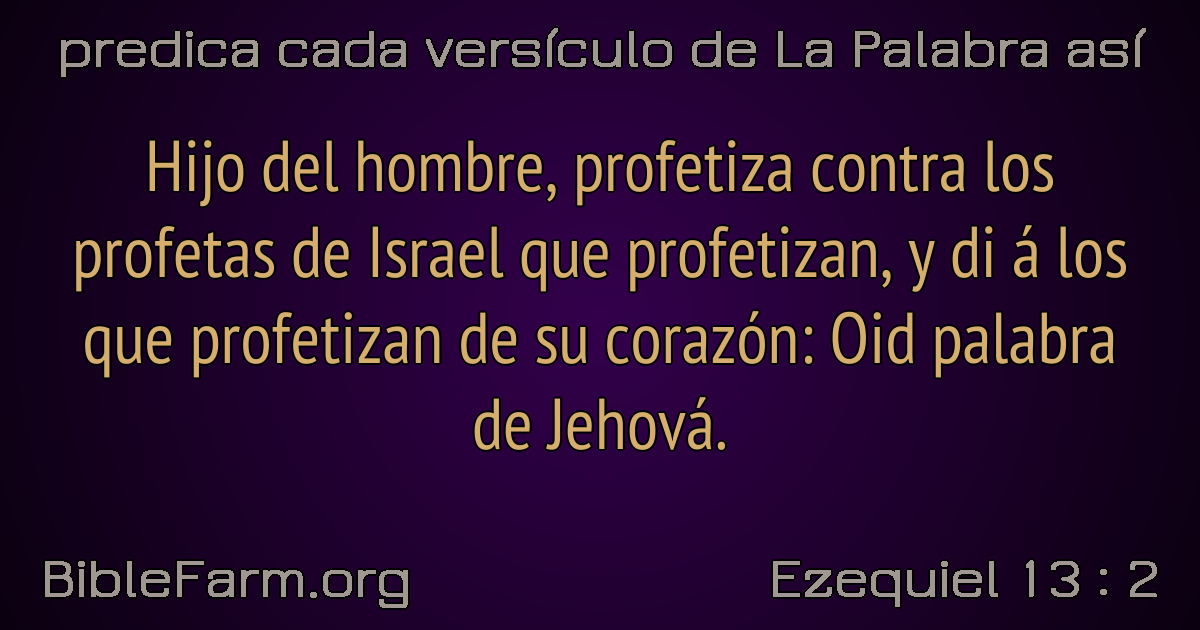 predica cada versículo de La Palabra así
Hijo del hombre, profetiza contra los
profetas de Israel que profetizan, y di á los
que profetizan de su corazón: Oid palabra
de Jehová.
BibleFarm.org
Ezequiel 13 : 2